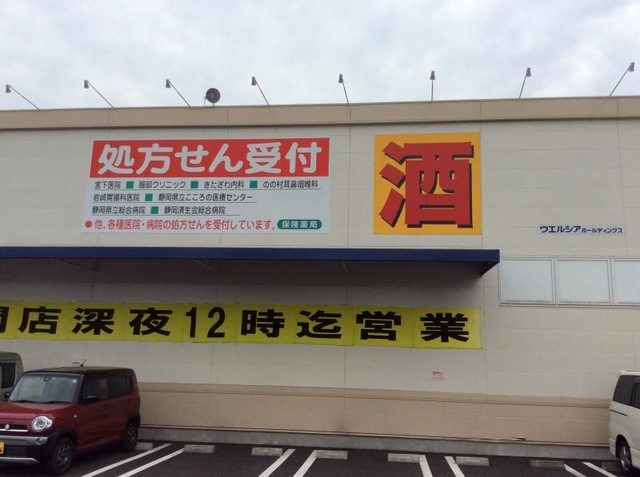 処方せん受付
宮下医院 ■ 服部クリニック ■ きたざわ内科 ■ のの村耳鼻咽喉科
岩崎胃腸科医院 ■ 静岡県立こころの医療センター
静岡県立総合病院 ■ 静岡済生会総合病院
● 他、各種医院・病院の処方せんを受付しています。 保険薬局
酒
ウエルシアホールディングス
閉店深夜12時迄営業